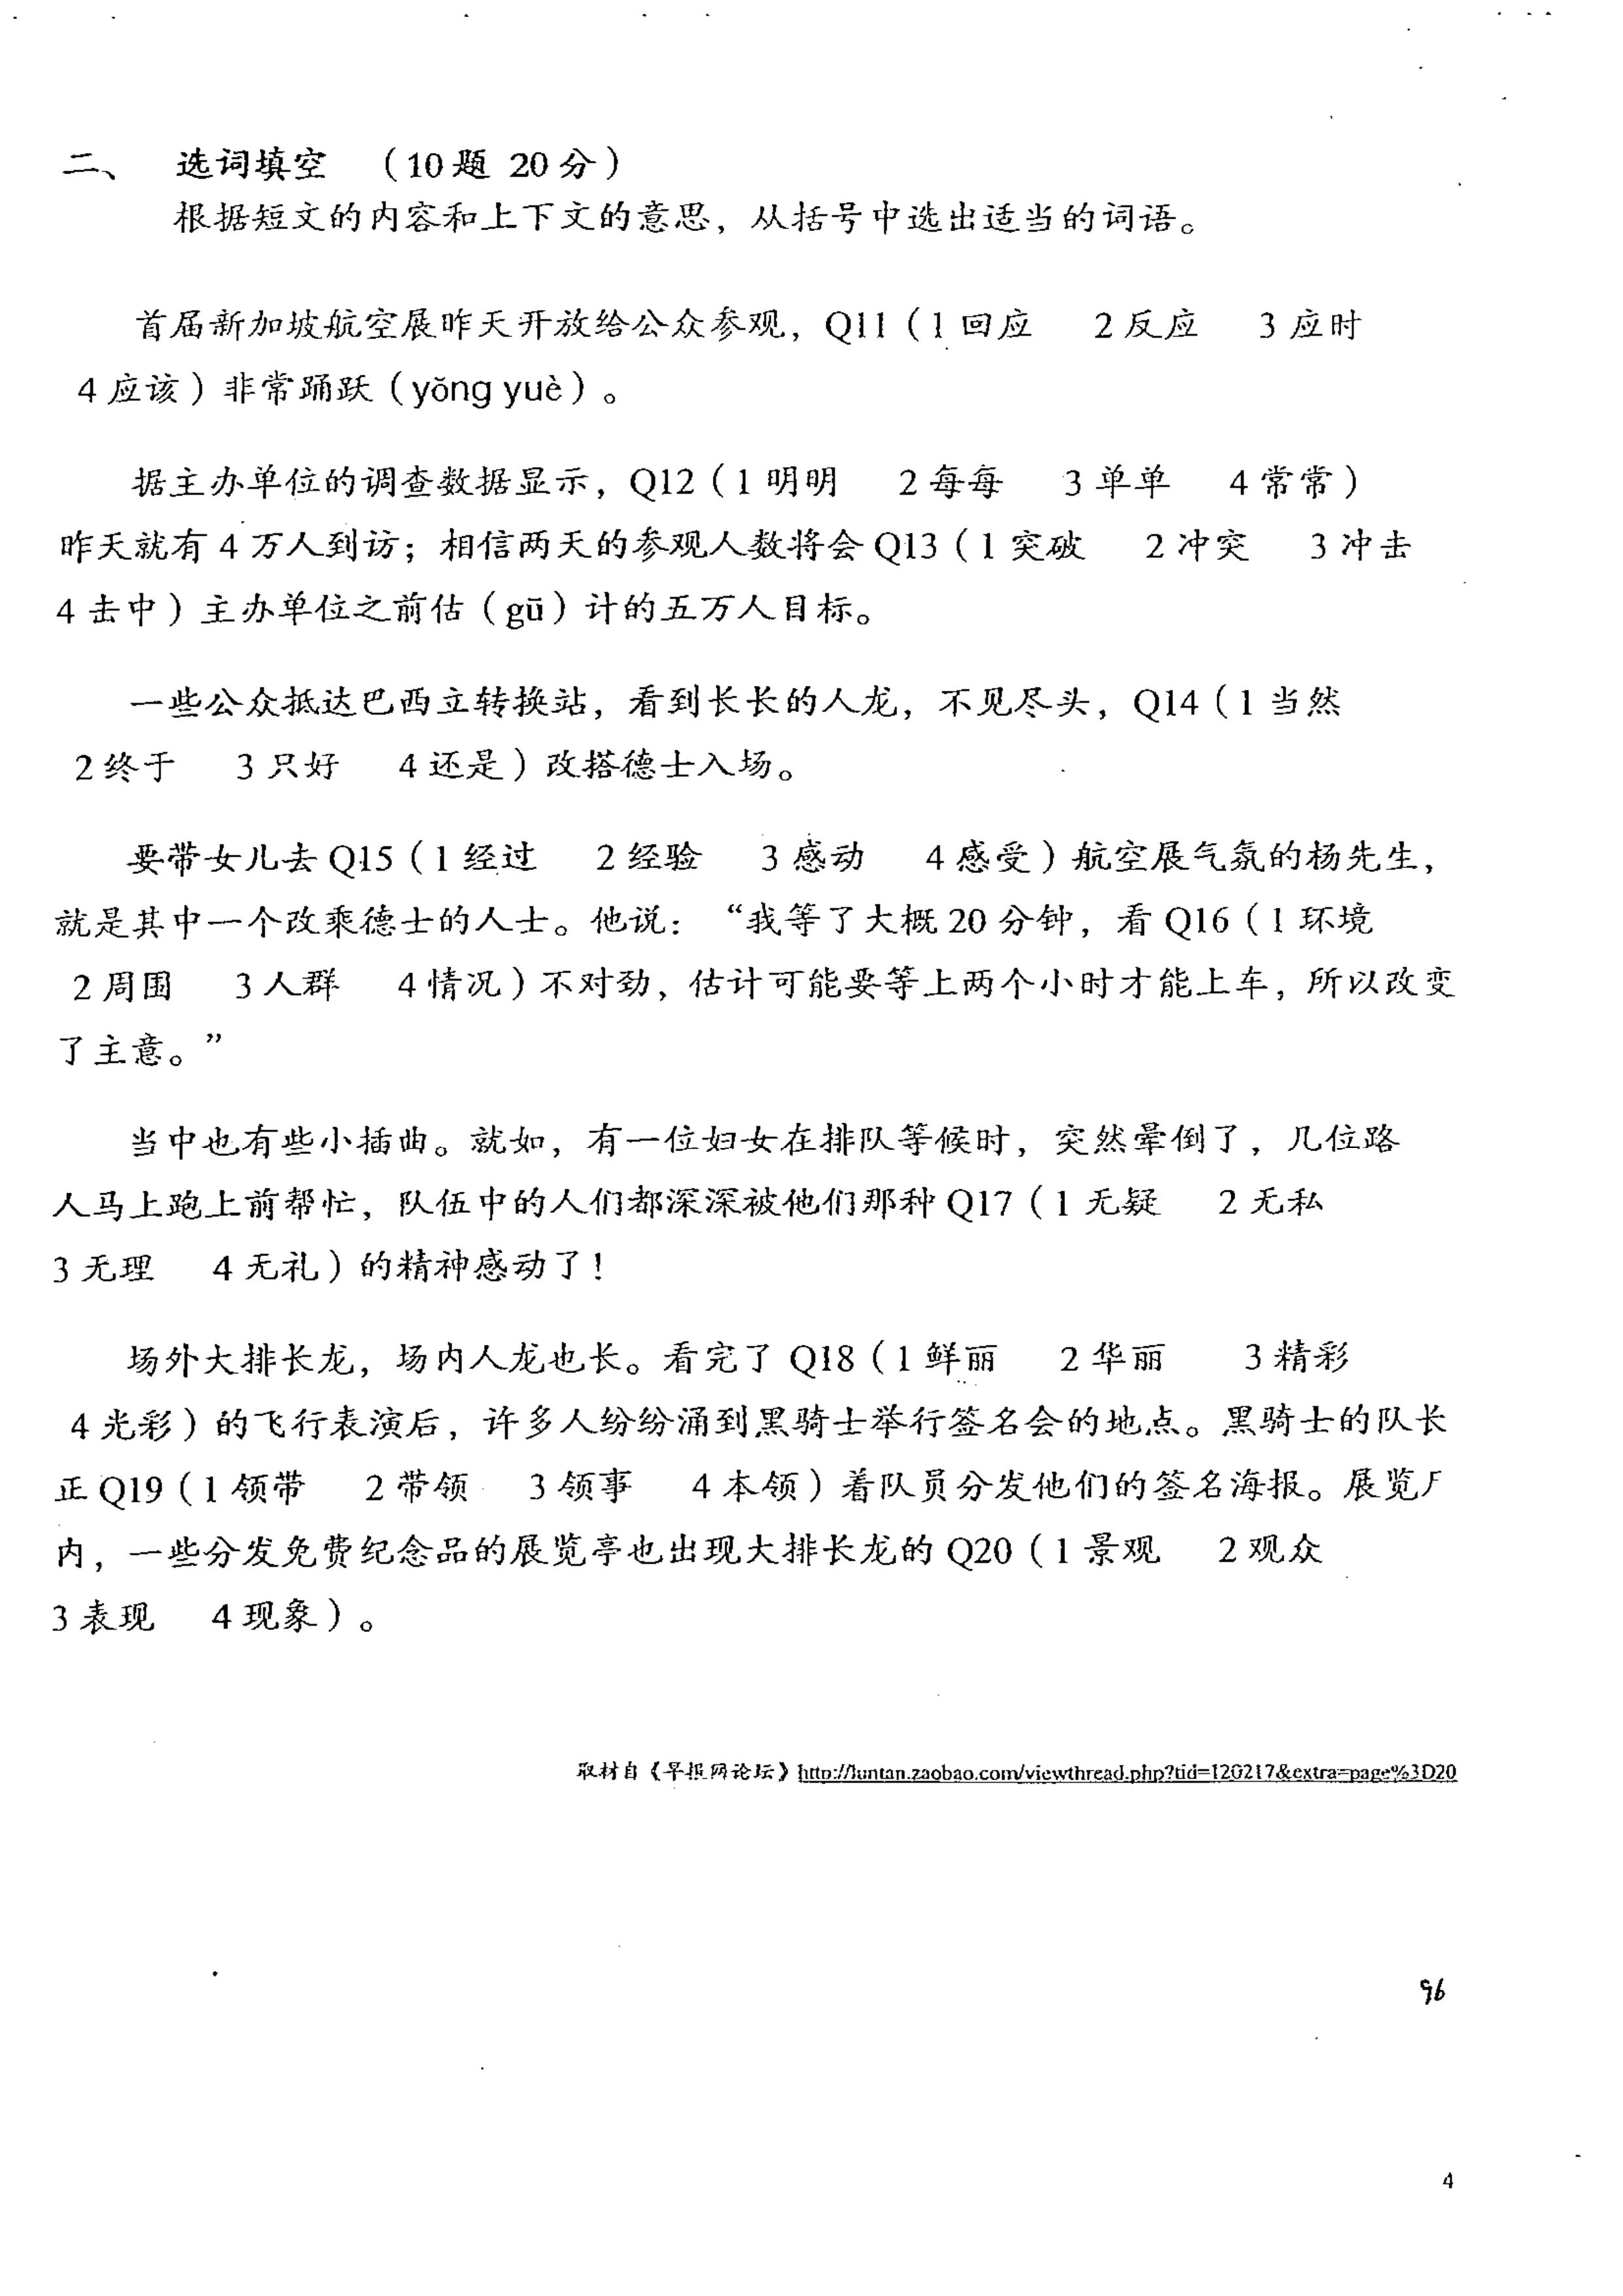 二、 选词填空 （10题 20分）
根据短文的内容和上下文的意思，从括号中选出适当的词语。
首届新加坡航空展昨天开放给公众参观，Q11（1 回应 2 反应 3 应时
4 应该）非常踊跃（yǒng yuè）。
据主办单位的调查数据显示，Q12（1 明明 2 每每 3 单单 4 常常）
昨天就有 4 万人到访；相信两天的参观人数将会 Q13（1 突破 2 冲突 3 冲击
4 击中）主办单位之前估（gū）计的五万人目标。
一些公众抵达巴西立转换站，看到长长的人龙，不见尽头，Q14（1 当然
2 终于 3 只好 4 还是）改搭德士入场。
要带女儿去 Q15（1 经过 2 经验 3 感动 4 感受）航空展气氛的杨先生，
就是其中一个改乘德士的人士。他说：“我等了大概 20 分钟，看 Q16（1 环境
2 周围 3 人群 4 情况）不对劲，估计可能要等上两个小时才能上车，所以改变
了主意。”
当中也有些小插曲。就如，有一位妇女在排队等候时，突然晕倒了，几位路
人马上跑上前帮忙，队伍中的人们都深深被他们那种 Q17（1 无疑 2 无私
3 无理 4 无礼）的精神感动了！
场外大排长龙，场内人龙也长。看完了 Q18（1 鲜丽 2 华丽 3 精彩
4 光彩）的飞行表演后，许多人纷纷涌到黑骑士举行签名会的地点。黑骑士的队长
正 Q19（1 领带 2 带领 3 领事 4 本领）着队员分发他们的签名海报。展览厅
内，一些分发免费纪念品的展览亭也出现大排长龙的 Q20（1 景观 2 观众
3 表现 4 现象）。
取材自《早报网论坛》http://luntan.zaobao.com/viewthread.php?tid=120217&extra=page%3D20
96
4